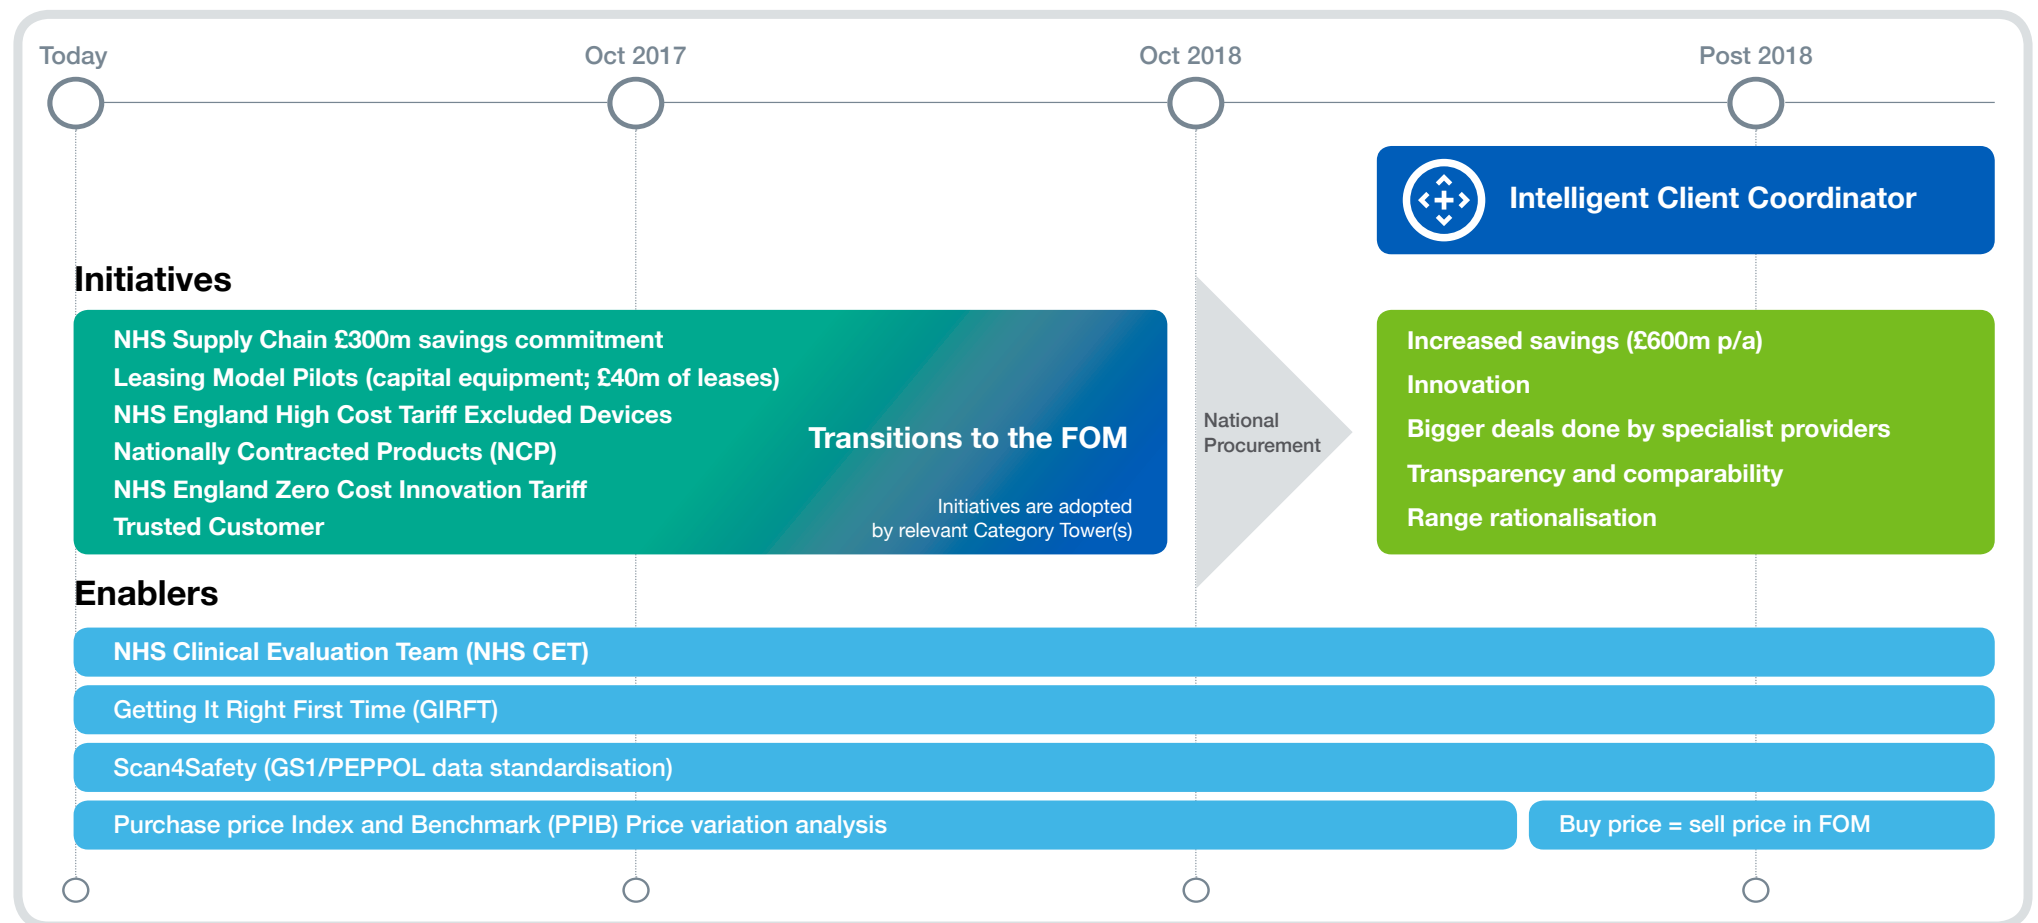 Today
Oct 2017
Oct 2018
Post 2018
Intelligent Client Coordinator
Initiatives
NHS Supply Chain £300m savings commitment
Leasing Model Pilots (capital equipment; £40m of leases)
NHS England High Cost Tariff Excluded Devices
Nationally Contracted Products (NCP)
NHS England Zero Cost Innovation Tariff
Trusted Customer
Transitions to the FOM
Initiatives are adopted
by relevant Category Tower(s)
National
Procurement
Increased savings (£600m p/a)
Innovation
Bigger deals done by specialist providers
Transparency and comparability
Range rationalisation
Enablers
NHS Clinical Evaluation Team (NHS CET)
Getting It Right First Time (GIRFT)
Scan4Safety (GS1/PEPPOL data standardisation)
Purchase price Index and Benchmark (PPIB) Price variation analysis
Buy price = sell price in FOM